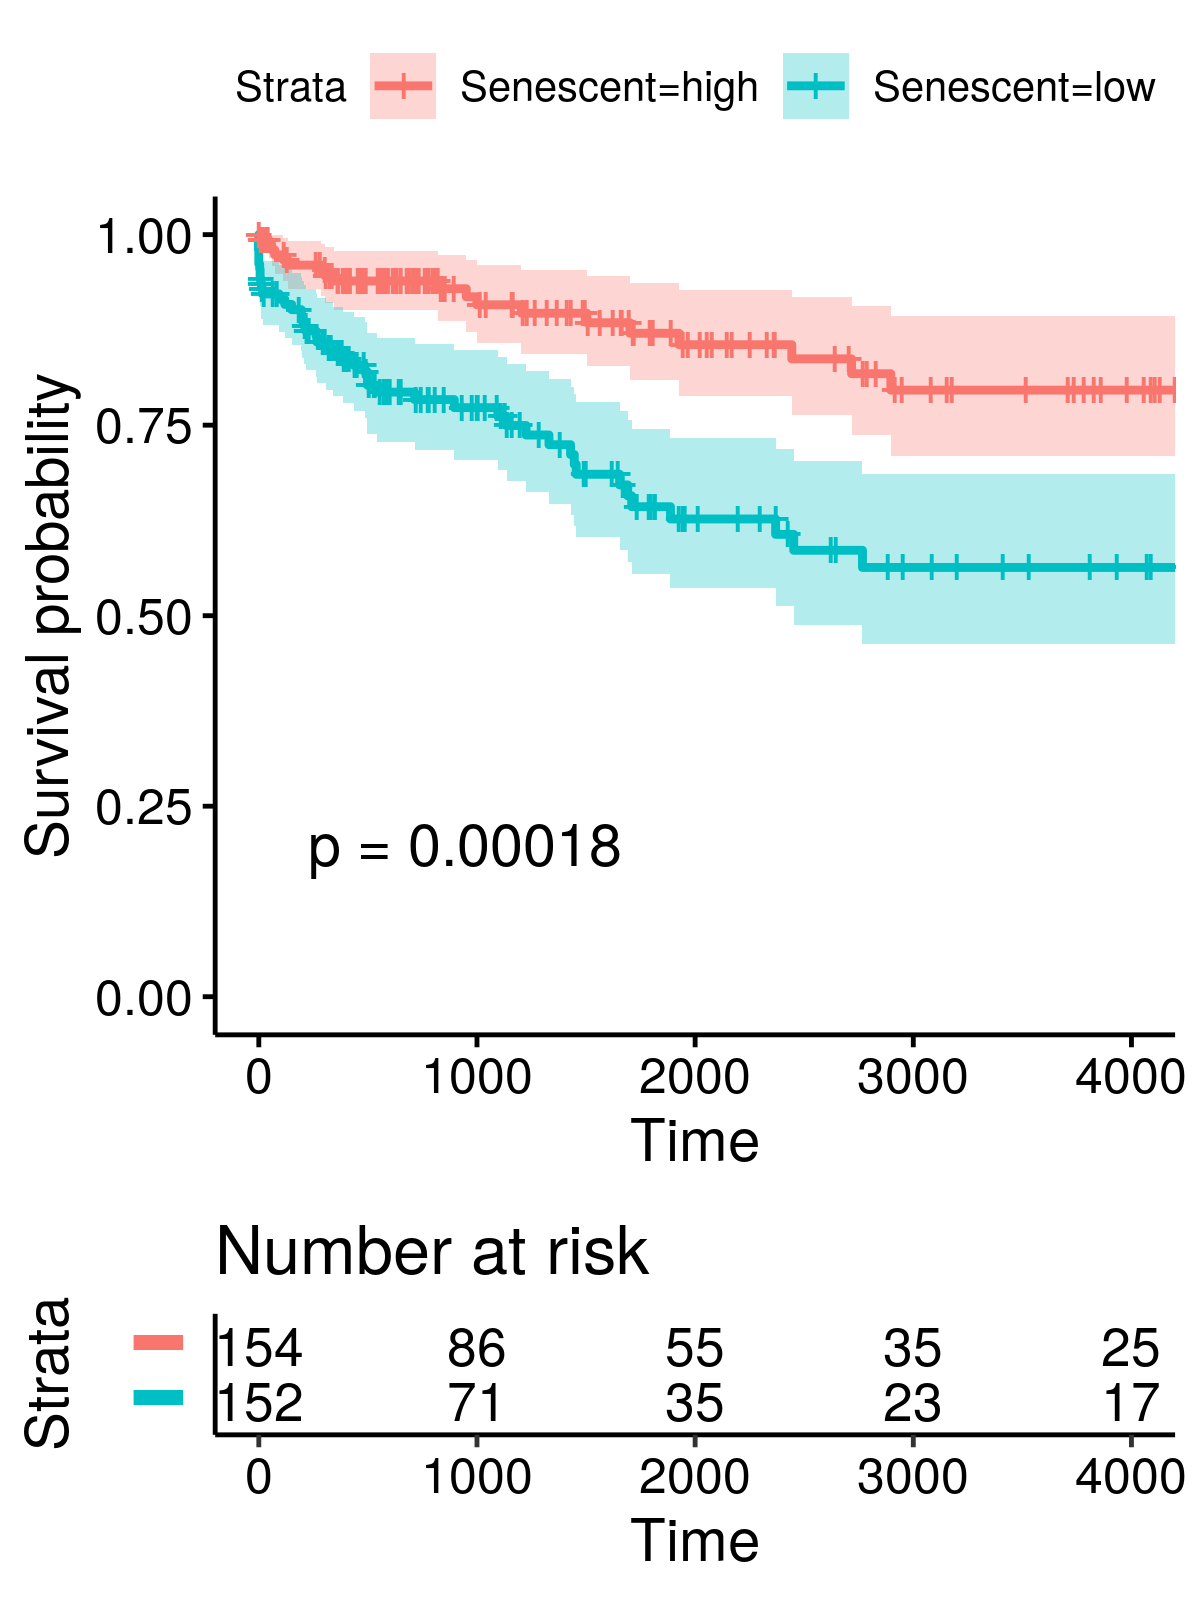 Strata Senescent=high Senescent=low
1.00
0.75
0.50
0.25
0.00
Survival probability
p = 0.00018
0 1000 2000 3000 4000
Time
Number at risk
Strata
154 86 55 35 25
152 71 35 23 17
0 1000 2000 3000 4000
Time